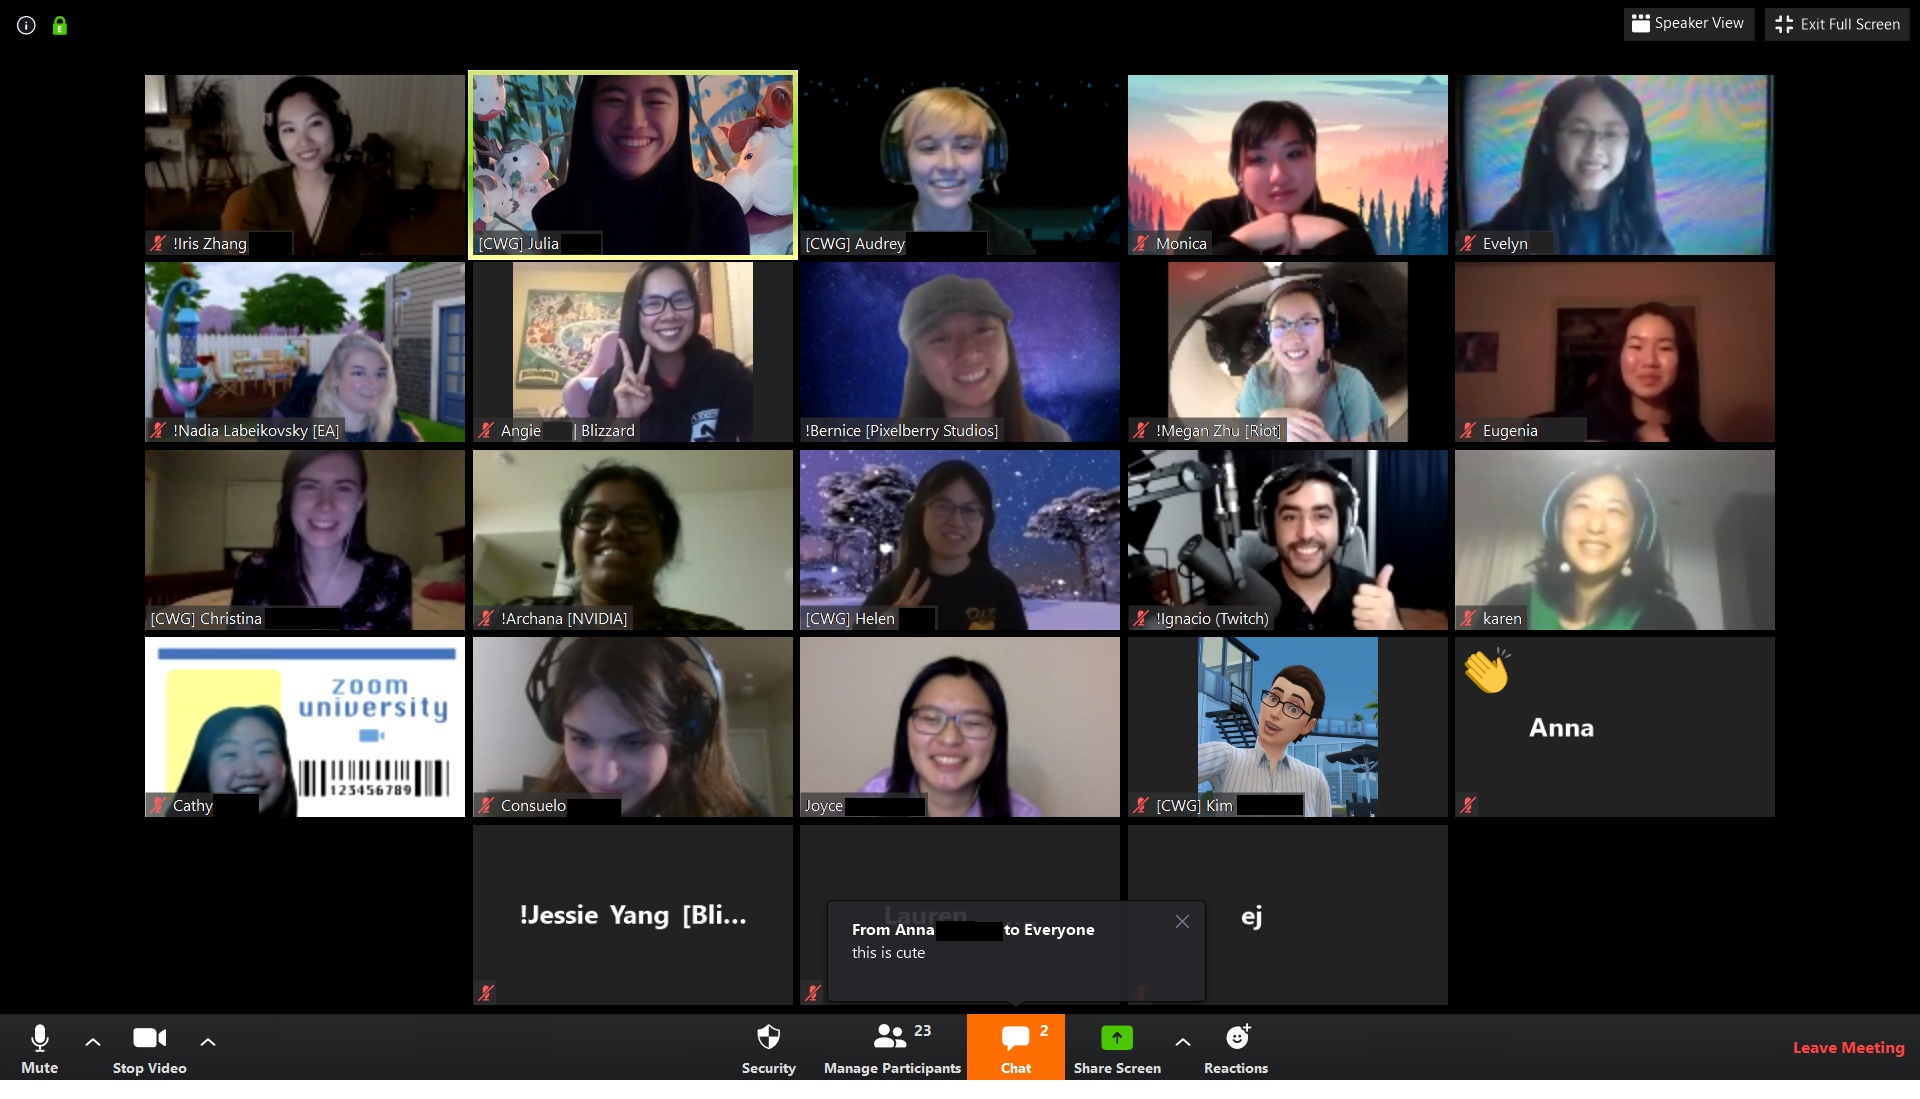 Speaker View
Exit Full Screen
!Iris Zhang
[CWG] Julia
[CWG] Audrey
Monica
Evelyn
!Nadia Labeikovsky [EA]
Angie | Blizzard
!Bernice [Pixelberry Studios]
!Megan Zhu [Riot]
Eugenia
[CWG] Christina
!Archana [NVIDIA]
[CWG] Helen
!Ignacio (Twitch)
karen
zoom
university
123456789
Cathy
Consuelo
Joyce
[CWG] Kim
Anna
!Jessie Yang [Bli...
Lauren
ej
From Anna to Everyone
this is cute
Mute
Stop Video
Security
23
Manage Participants
2
Chat
Share Screen
Reactions
Leave Meeting